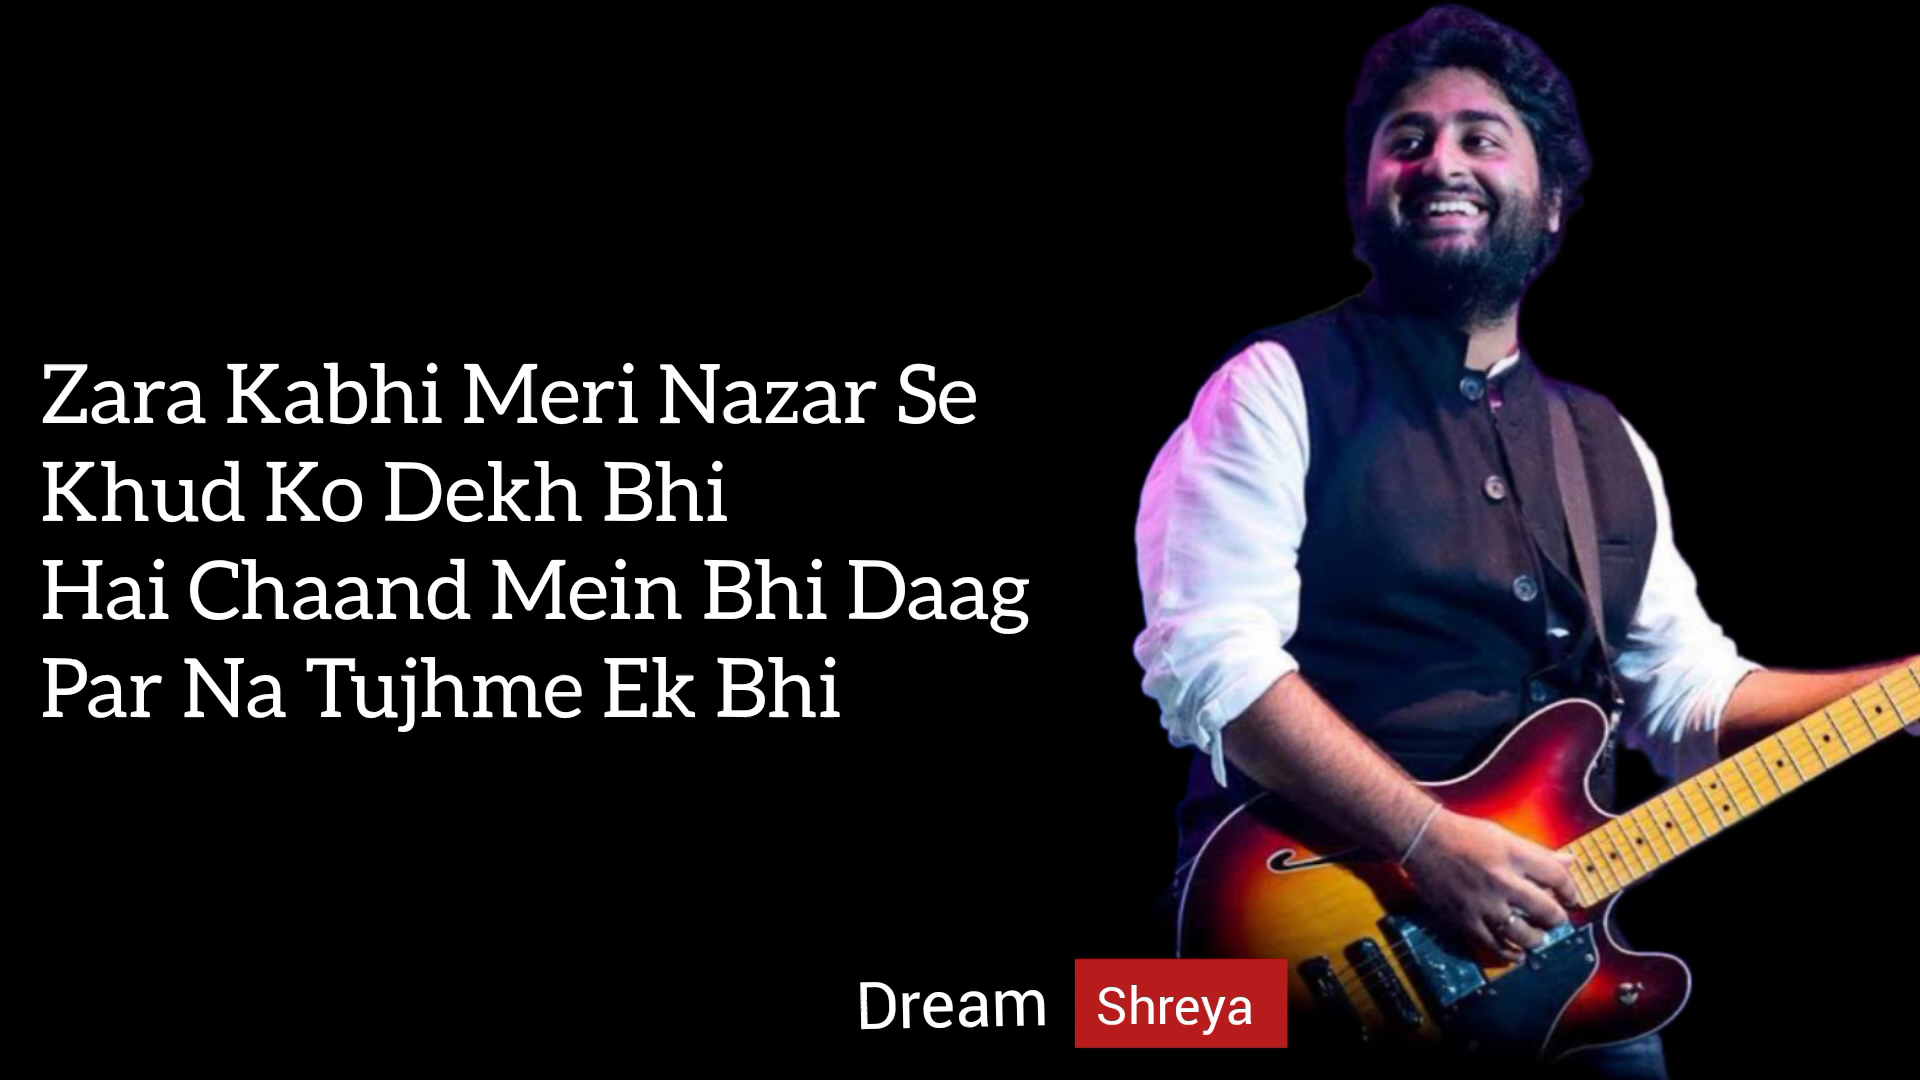 Zara Kabhi Meri Nazar Se
Khud Ko Dekh Bhi
Hai Chaand Mein Bhi Daag
Par Na Tujhme Ek Bhi
Dream Shreya